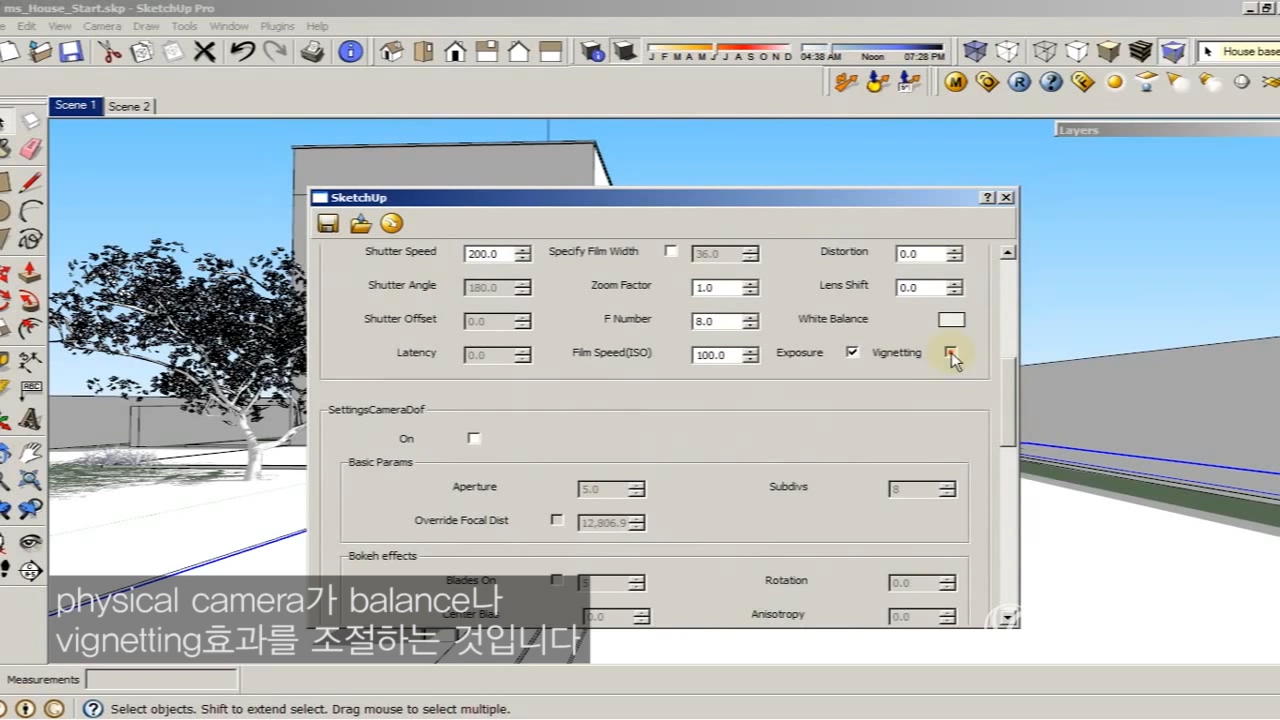 ms_House_Start.skp - SketchUp Pro
Edit View Camera Draw Tools Window Plugins Help
J F M A M J J A S O N D 04:38 AM Noon 07:28 PM House base
Scene 1 Scene 2
Layers
SketchUp
Shutter Speed 200.0 Specify Film Width 36.0 Distortion 0.0
Shutter Angle 180.0 Zoom Factor 1.0 Lens Shift 0.0
Shutter Offset 0.0 F Number 8.0 White Balance
Latency 0.0 Film Speed(ISO) 100.0 Exposure Vignetting
SettingsCameraDof
On
Basic Params
Aperture 5.0 Subdivs 8
Override Focal Dist 12,806.9
Bokeh effects
Blades On 5 Rotation 0.0
Center Bias 0.0 Anisotropy 0.0
physical camera가 balance나
vignetting효과를 조절하는 것입니다
Measurements
Select objects. Shift to extend select. Drag mouse to select multiple.